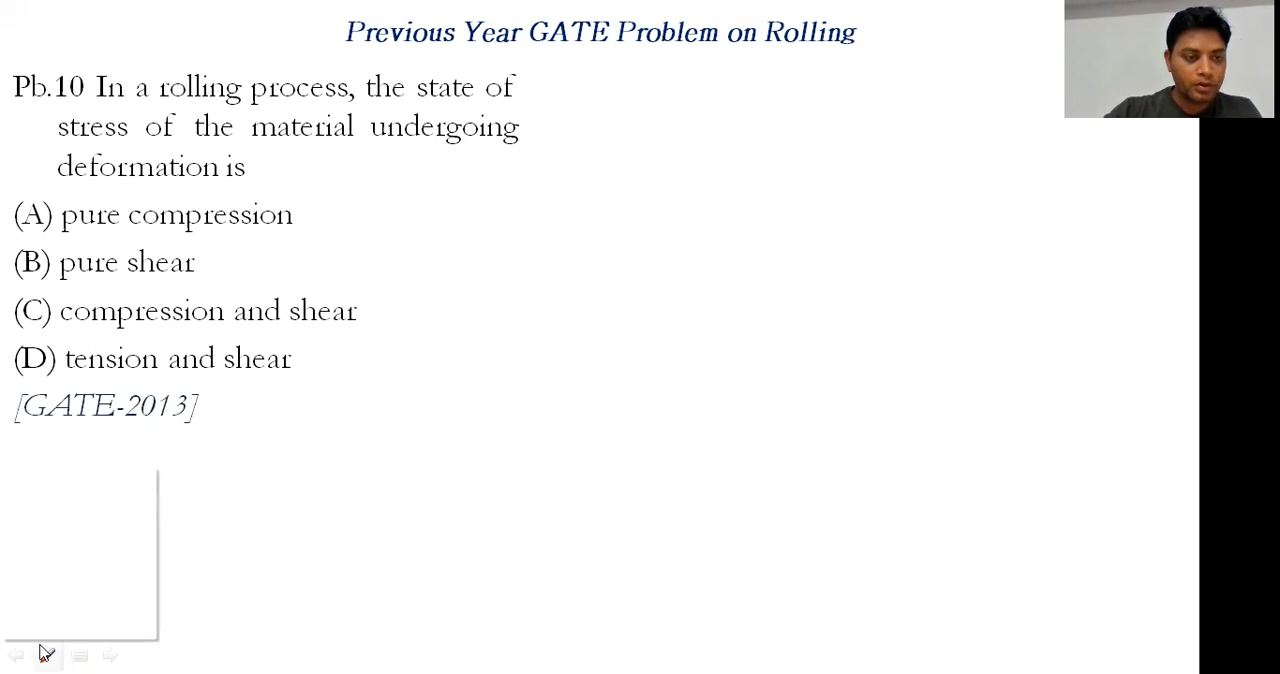 Previous Year GATE Problem on Rolling
Pb.10 In a rolling process, the state of
stress of the material undergoing
deformation is
(A) pure compression
(B) pure shear
(C) compression and shear
(D) tension and shear
[GATE-2013]